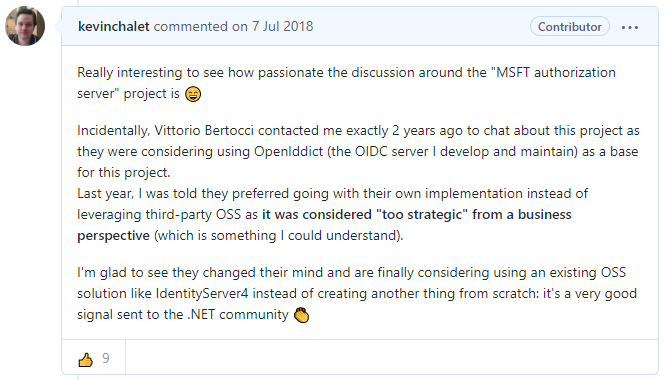 kevinchalet commented on 7 Jul 2018
Contributor
Really interesting to see how passionate the discussion around the "MSFT authorization
server" project is 😄
Incidentally, Vittorio Bertocci contacted me exactly 2 years ago to chat about this project as
they were considering using OpenIddict (the OIDC server I develop and maintain) as a base
for this project.
Last year, I was told they preferred going with their own implementation instead of
leveraging third-party OSS as it was considered "too strategic" from a business
perspective (which is something I could understand).
I'm glad to see they changed their mind and are finally considering using an existing OSS
solution like IdentityServer4 instead of creating another thing from scratch: it's a very good
signal sent to the .NET community 👏
👍 9